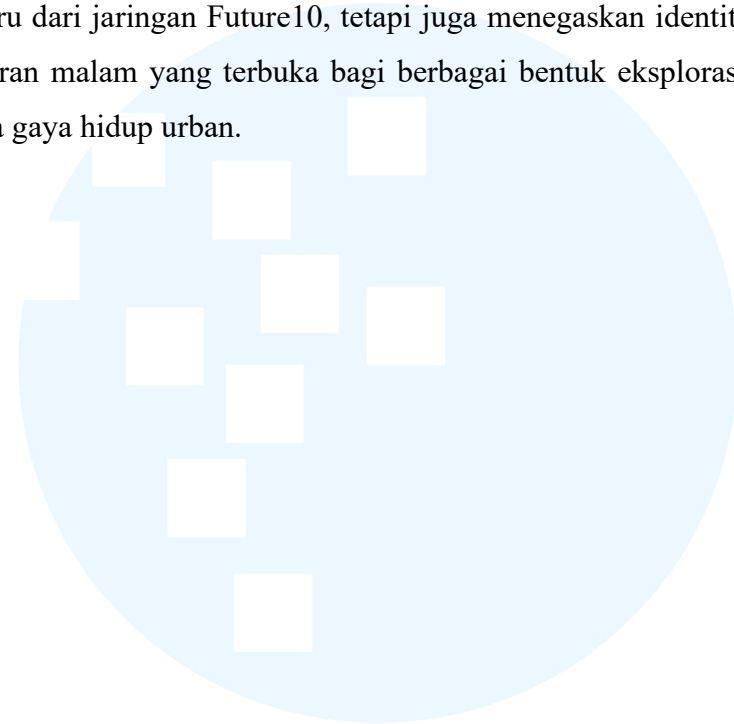 ru dari jaringan Future10, tetapi juga menegaskan identit
ran malam yang terbuka bagi berbagai bentuk eksploras
a gaya hidup urban.